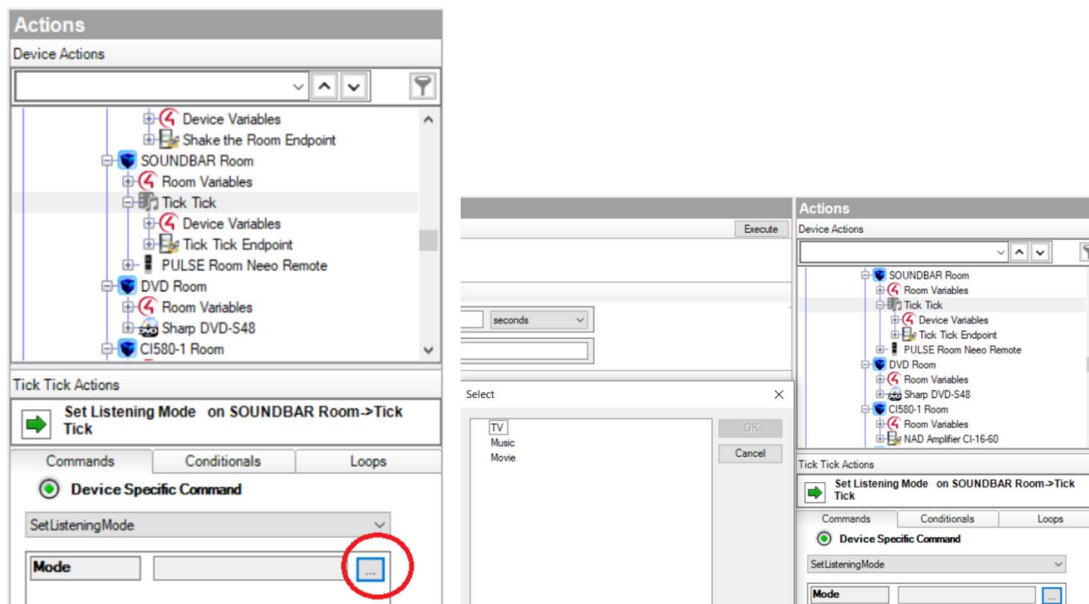 Actions
Device Actions
Device Variables
Shake the Room Endpoint
SOUNDBAR Room
Room Variables
Tick Tick
Device Variables
Tick Tick Endpoint
PULSE Room Neeo Remote
DVD Room
Room Variables
Sharp DVD-S48
CI580-1 Room
Tick Tick Actions
Set Listening Mode on SOUNDBAR Room->Tick
Tick
Commands Conditionals Loops
Device Specific Command
SetListeningMode
Mode ...
Execute
seconds
Select
TV
Music
Movie
OK
Cancel
Actions
Device Actions
SOUNDBAR Room
Room Variables
Tick Tick
Device Variables
Tick Tick Endpoint
PULSE Room Neeo Remote
DVD Room
Room Variables
Sharp DVD-S48
CI580-1 Room
Room Variables
NAD Amplifier CI-16-60
Tick Tick Actions
Set Listening Mode on SOUNDBAR Room->Tick
Tick
Commands Conditionals Loops
Device Specific Command
SetListeningMode
Mode ...